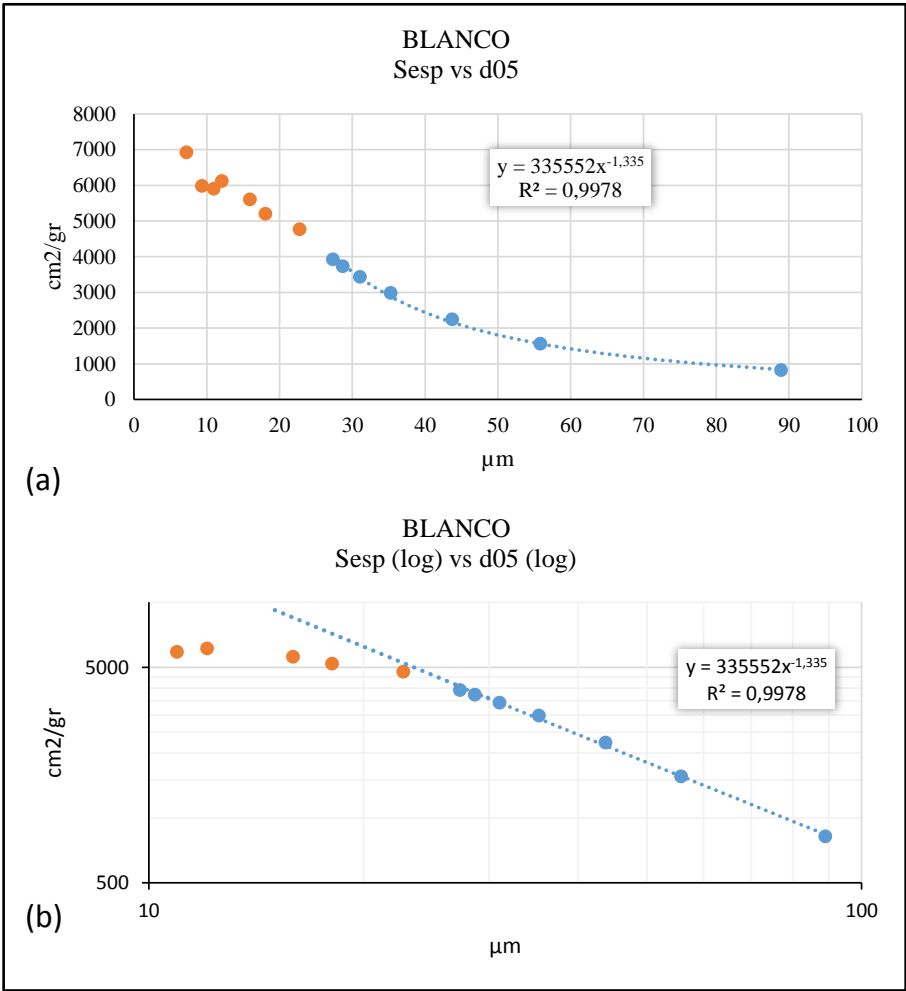 BLANCO
Sesp vs d05
8000
7000
6000
5000
4000
3000
2000
1000
0
cm2/gr
y = 335552x^-1,335
R² = 0,9978
0 10 20 30 40 50 60 70 80 90 100
µm
(a)
BLANCO
Sesp (log) vs d05 (log)
5000
500
cm2/gr
y = 335552x^-1,335
R² = 0,9978
10 100
µm
(b)